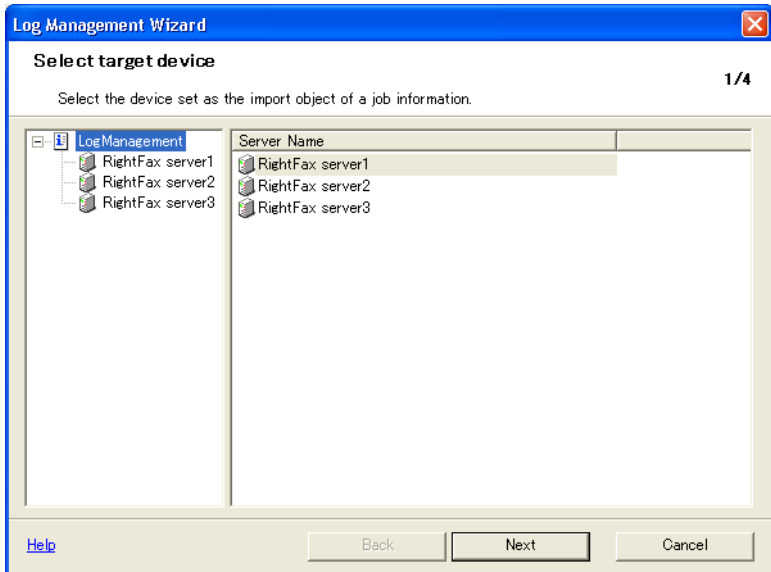 Log Management Wizard
Select target device
1/4
Select the device set as the import object of a job information.
LogManagement
RightFax server1
RightFax server2
RightFax server3
Server Name
RightFax server1
RightFax server2
RightFax server3
Help
Back
Next
Cancel